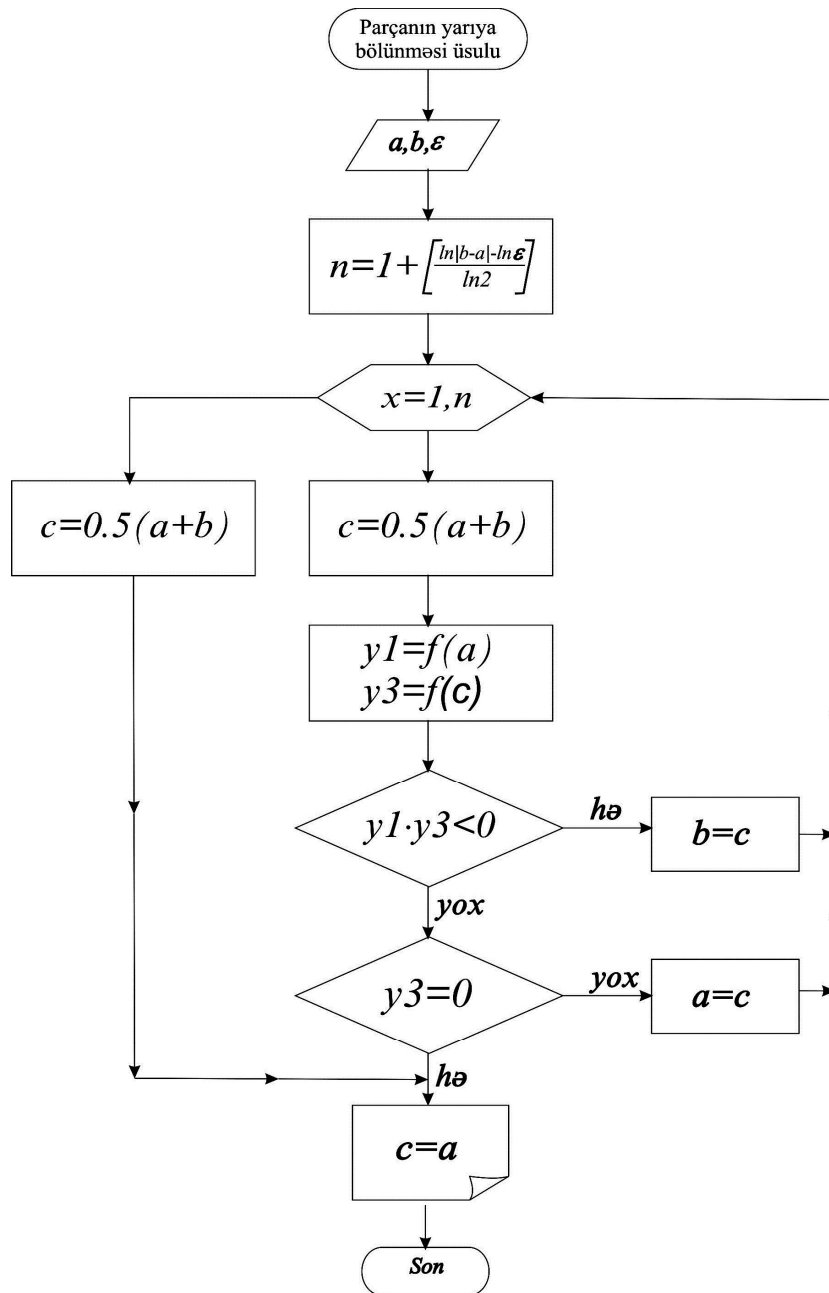 Parçanın yarıya
bölünməsi üsulu
a,b,ε
n=1+[(ln|b-a|-lnε)/ln2]
x=1,n
c=0.5(a+b)
c=0.5(a+b)
y1=f(a)
y3=f(c)
y1·y3<0
hə
b=c
yox
y3=0
yox
a=c
hə
c=a
Son